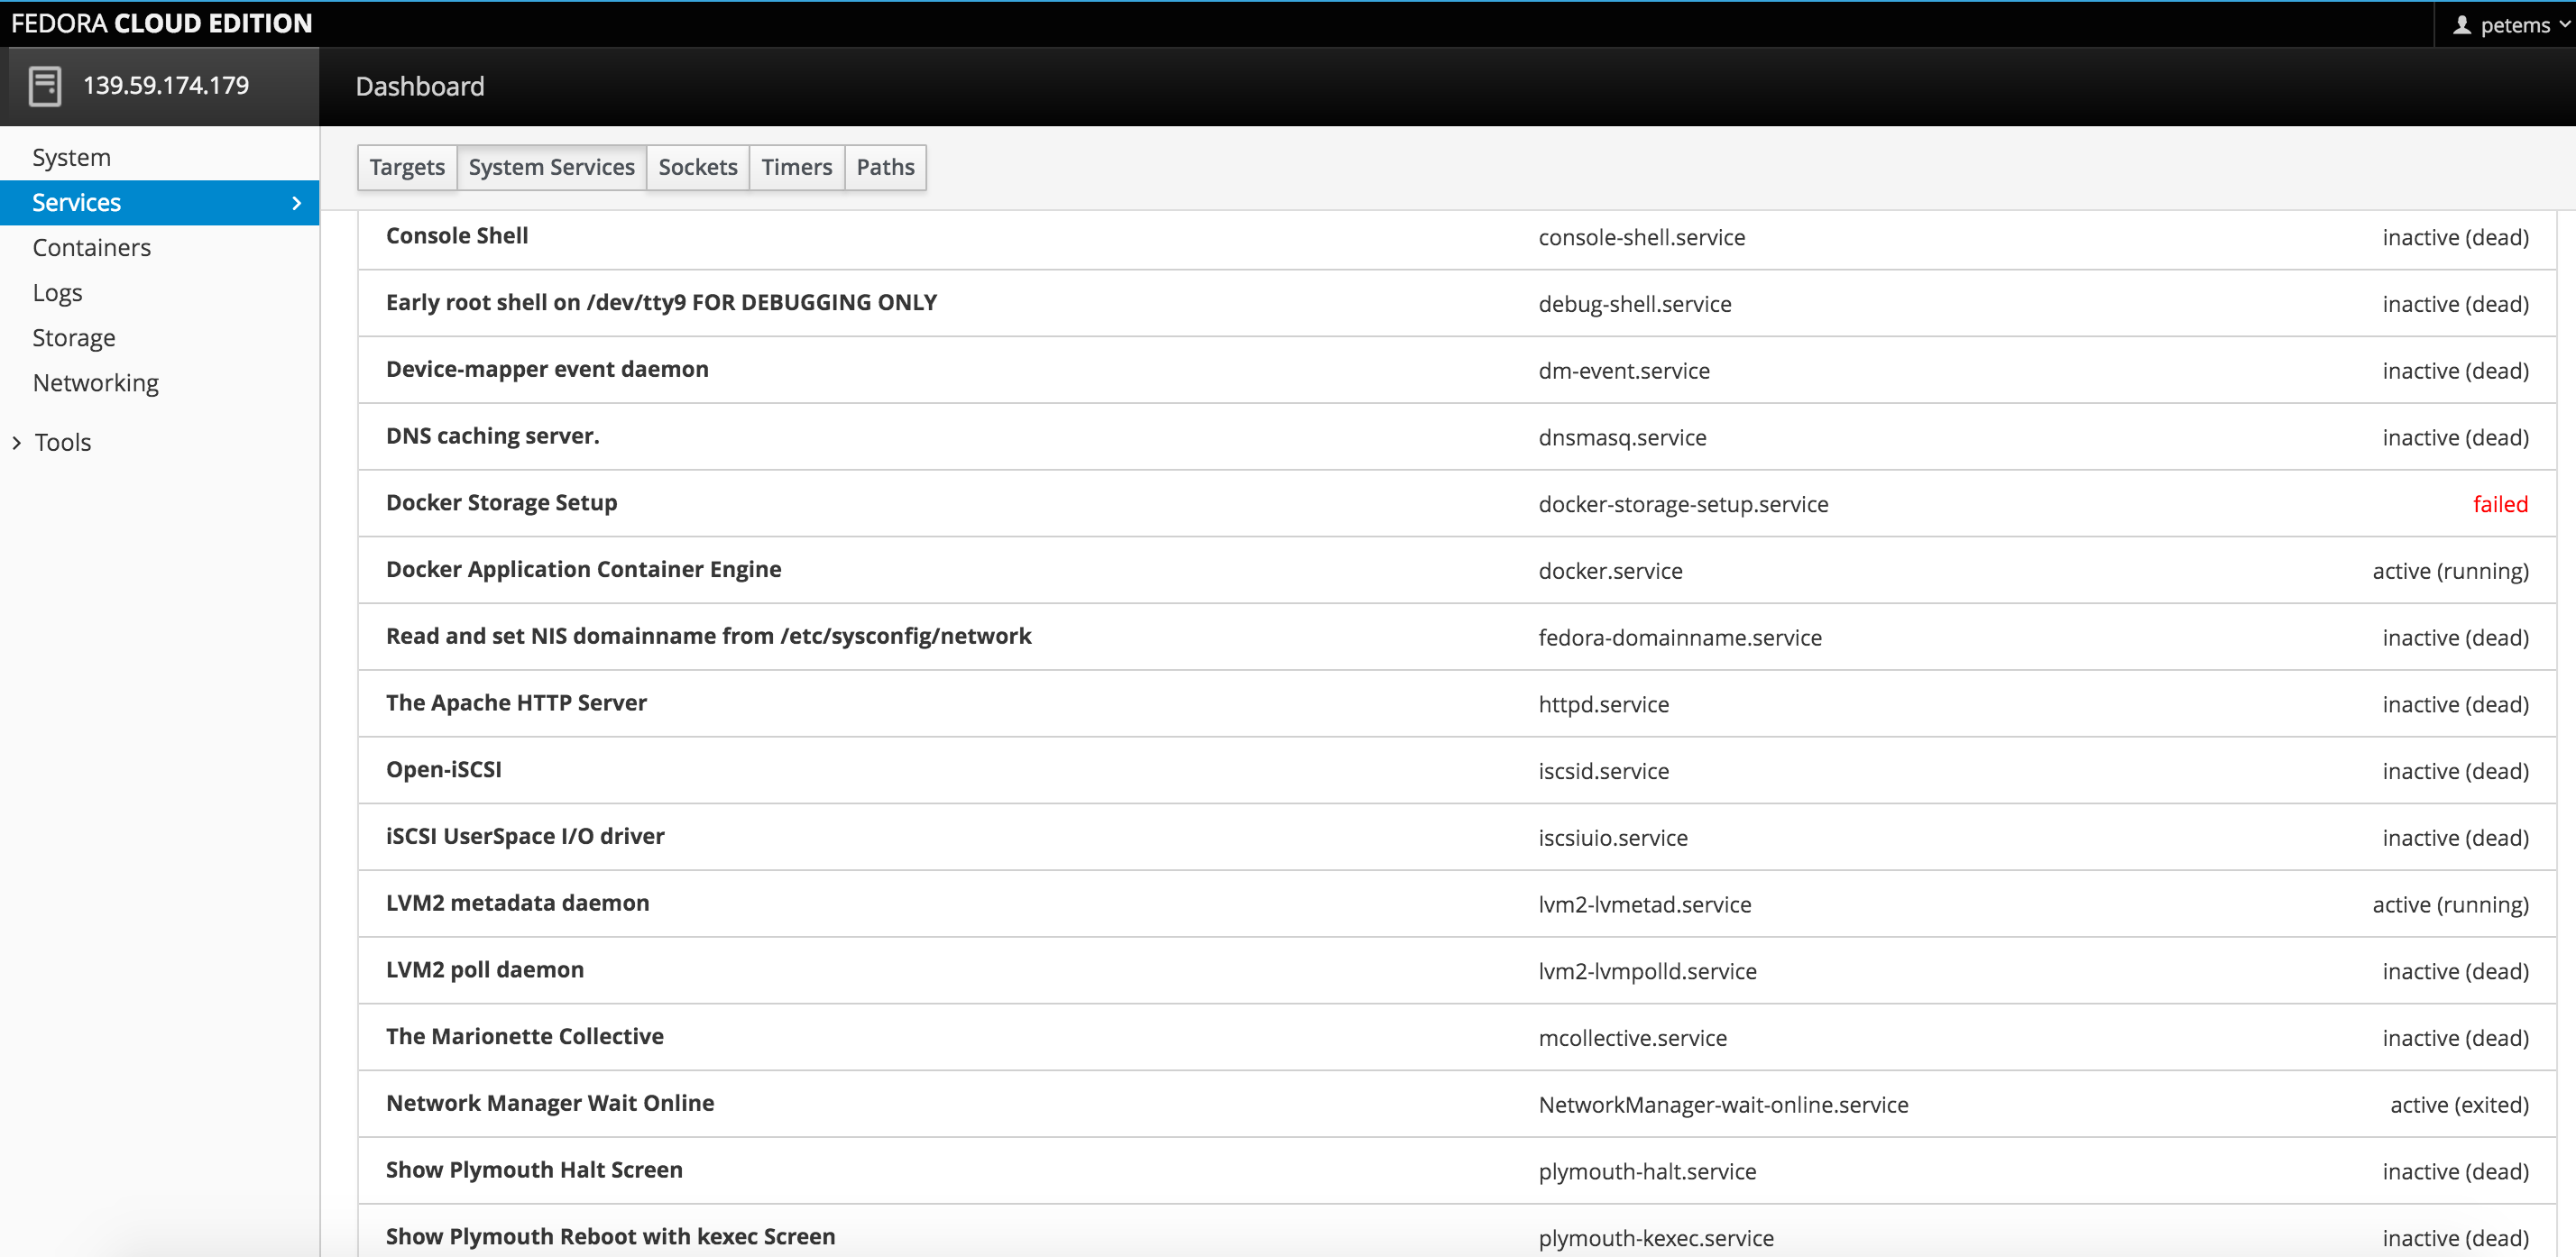 FEDORA CLOUD EDITION petems
139.59.174.179 Dashboard
System
Services
Containers
Logs
Storage
Networking
Tools
Targets System Services Sockets Timers Paths
Console Shell console-shell.service inactive (dead)
Early root shell on /dev/tty9 FOR DEBUGGING ONLY debug-shell.service inactive (dead)
Device-mapper event daemon dm-event.service inactive (dead)
DNS caching server. dnsmasq.service inactive (dead)
Docker Storage Setup docker-storage-setup.service failed
Docker Application Container Engine docker.service active (running)
Read and set NIS domainname from /etc/sysconfig/network fedora-domainname.service inactive (dead)
The Apache HTTP Server httpd.service inactive (dead)
Open-iSCSI iscsid.service inactive (dead)
iSCSI UserSpace I/O driver iscsiuio.service inactive (dead)
LVM2 metadata daemon lvm2-lvmetad.service active (running)
LVM2 poll daemon lvm2-lvmpolld.service inactive (dead)
The Marionette Collective mcollective.service inactive (dead)
Network Manager Wait Online NetworkManager-wait-online.service active (exited)
Show Plymouth Halt Screen plymouth-halt.service inactive (dead)
Show Plymouth Reboot with kexec Screen plymouth-kexec.service inactive (dead)